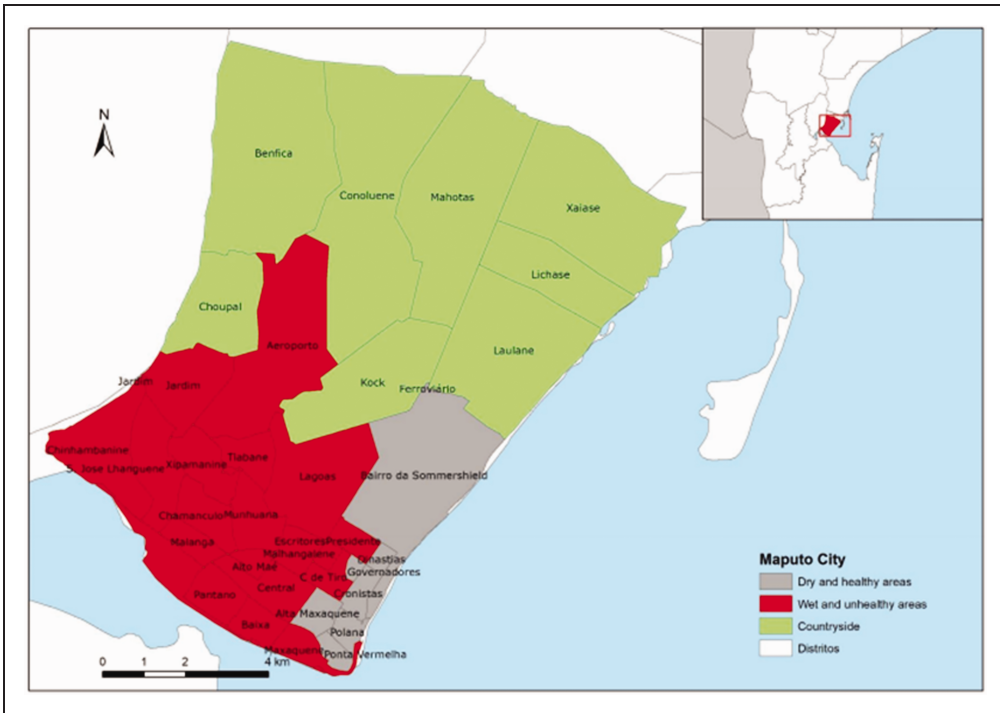 N
Benfica
Conoluene
Mahotas
Xaiase
Lichase
Choupal
Aeroporto
Laulane
Jardim
Jardim
Kock
Ferroviário
Chinhambanine
S. Jose Lhanguene
Xipamanine
Tlabane
Lagoas
Bairro da Sommershield
Chamanculo
Munhuana
Malanga
Escritores
Presidente
Malhangalene
Dinastias
Alto Maé
C de Tiro
Governadores
Pantano
Central
Cronistas
Alta Maxaquene
Baixa
Polana
Maxaquene
Ponta Vermelha
0 1 2 4 km
Maputo City
Dry and healthy areas
Wet and unhealthy areas
Countryside
Distritos